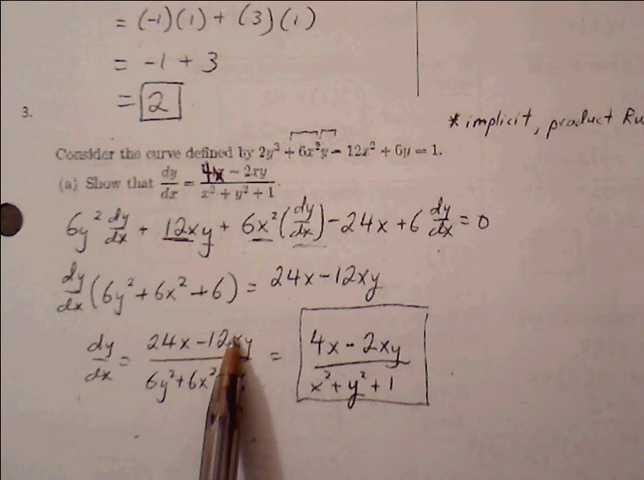 = (-1)(1) + (3)(1)
= -1 + 3
= 2
3.
* implicit, product Ru
Consider the curve defined by 2y³ + 6x²y - 12x² + 6y = 1.
(a) Show that dy/dx = (4x - 2xy)/(x² + y² + 1).
6y² dy/dx + 12xy + 6x² (dy/dx) - 24x + 6 dy/dx = 0
dy/dx (6y² + 6x² + 6) = 24x - 12xy
dy/dx = (24x - 12xy)/(6y² + 6x² = (4x - 2xy)/(x² + y² + 1)